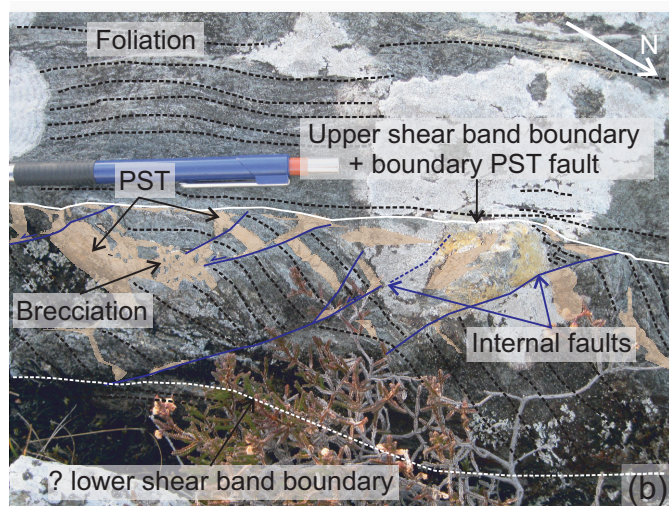 Foliation
N
Upper shear band boundary
+ boundary PST fault
PST
Brecciation
Internal faults
? lower shear band boundary
(b)